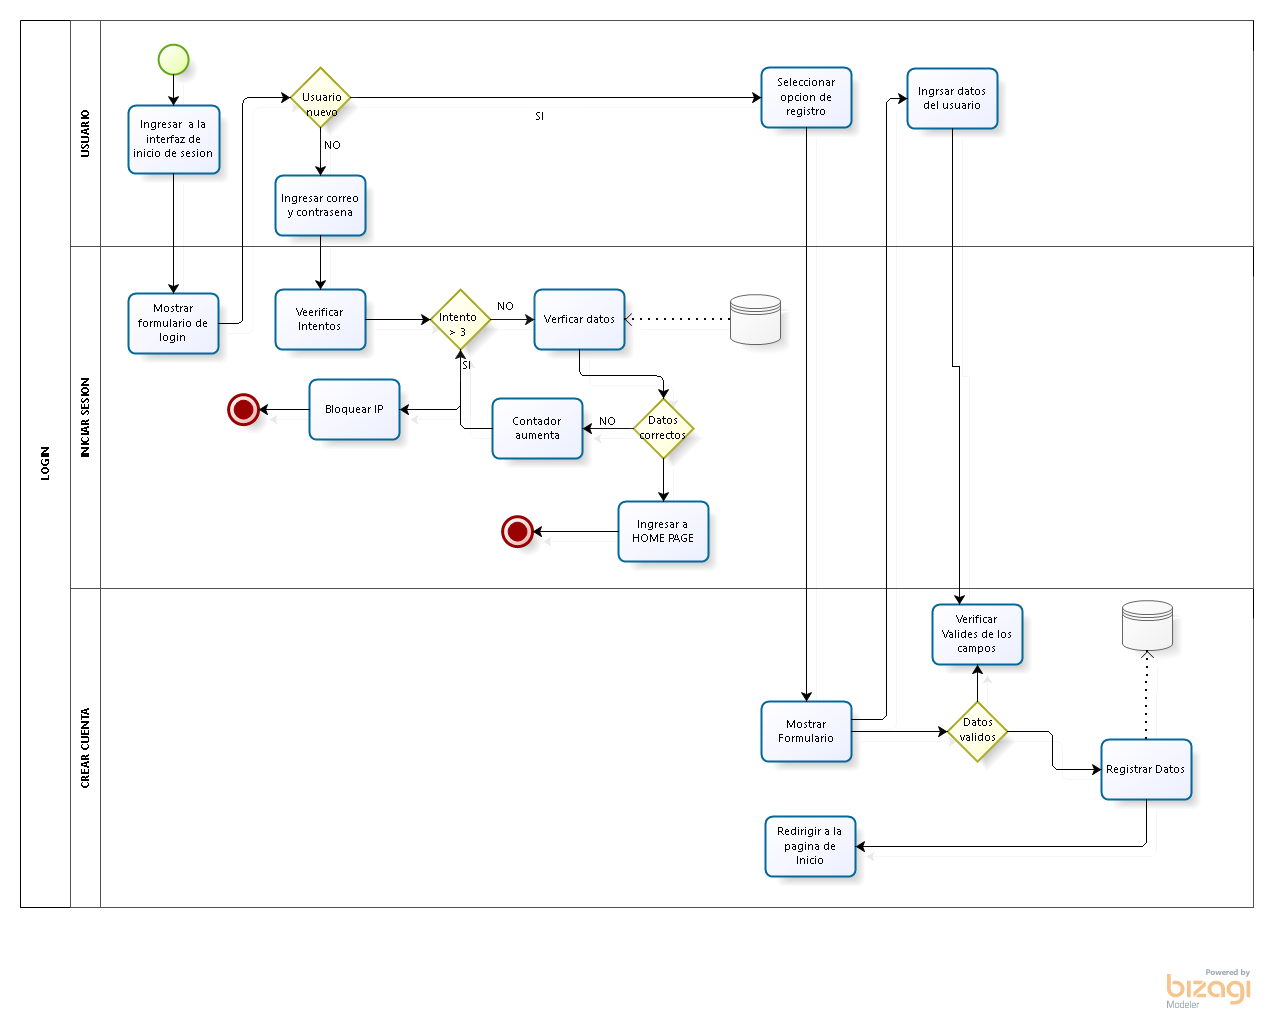 LOGIN
USUARIO
Ingresar a la
interfaz de
inicio de sesion
Usuario
nuevo
SI
NO
Ingresar correo
y contrasena
Seleccionar
opcion de
registro
Ingrsar datos
del usuario
INICIAR SESION
Mostrar
formulario de
login
Veerificar
Intentos
Intento
> 3
NO
SI
Verficar datos
Bloquear IP
Contador
aumenta
NO
Datos
correctos
Ingresar a
HOME PAGE
CREAR CUENTA
Verificar
Valides de los
campos
Mostrar
Formulario
Datos
validos
Registrar Datos
Redirigir a la
pagina de
Inicio
Powered by
bizagi
Modeler